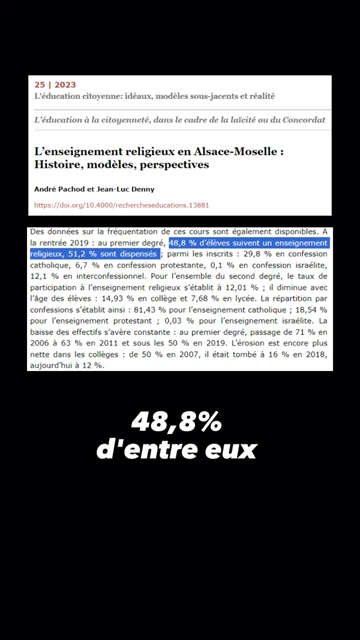 25 | 2023
L'éducation citoyenne: idéaux, modèles sous-jacents et réalité
L'éducation à la citoyenneté, dans le cadre de la laïcité ou du Concordat
L'enseignement religieux en Alsace-Moselle :
Histoire, modèles, perspectives
André Pachod et Jean-Luc Denny
https://doi.org/10.4000/rechercheseducations.13881
Des données sur la fréquentation de ces cours sont également disponibles. À
la rentrée 2019 : au premier degré, 48,8 % d'élèves suivent un enseignement
religieux, 51,2 % sont dispensés ; parmi les inscrits : 29,8 % en confession
catholique, 6,7 % en confession protestante, 0,1 % en confession israélite,
12,1 % en interconfessionnel. Pour l'ensemble du second degré, le taux de
participation à l'enseignement religieux s'établit à 12,01 % ; il diminue avec
l'âge des élèves : 14,93 % en collège et 7,68 % en lycée. La répartition par
confessions s'établit ainsi : 81,43 % pour l'enseignement catholique ; 18,54 %
pour l'enseignement protestant ; 0,03 % pour l'enseignement israélite. La
baisse des effectifs s'avère constante : au premier degré, passage de 71 % en
2006 à 63 % en 2011 et sous les 50 % en 2019. L'érosion est encore plus
nette dans les collèges : de 50 % en 2007, il était tombé à 16 % en 2018,
aujourd'hui à 12 %.
48,8%
d'entre eux